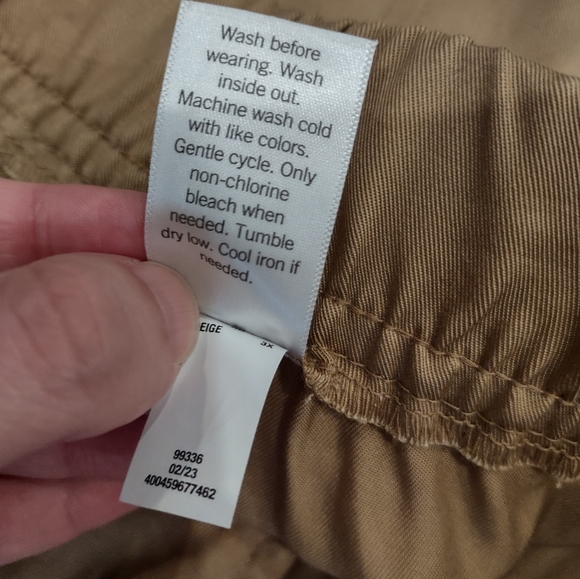 Wash before
wearing. Wash
inside out.
Machine wash cold
with like colors.
Gentle cycle. Only
non-chlorine
bleach when
needed. Tumble
dry low. Cool iron if
needed.
EIGE
3X
99336
02/23
400459677462